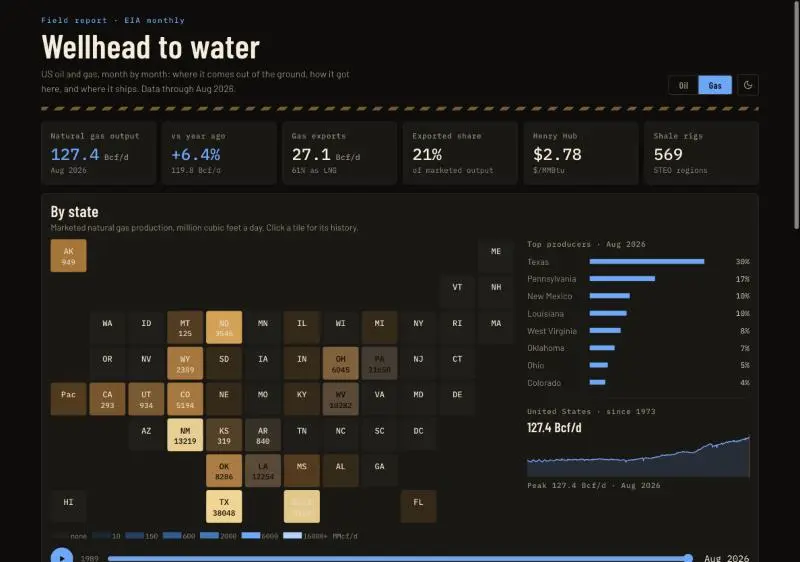 Field report · EIA monthly
Wellhead to water
US oil and gas, month by month: where it comes out of the ground, how it got
here, and where it ships. Data through Aug 2026.
Oil Gas
Natural gas output
127.4 Bcf/d
Aug 2026
vs year ago
+6.4%
119.8 Bcf/d
Gas exports
27.1 Bcf/d
61% as LNG
Exported share
21%
of marketed output
Henry Hub
$2.78
$/MMBtu
Shale rigs
569
STEO regions
By state
Marketed natural gas production, million cubic feet a day. Click a tile for its history.
AK
949
ME
VT NH
WA ID MT ND MN IL WI MI NY RI MA
125 3546
OR NV WY SD IA IN OH PA NJ CT
2389 6045
Pac CA UT CO NE MO KY WV VA MD DE
293 934 5194 10282
AZ NM KS AR TN NC SC DC
13219 319 840
OK LA MS AL GA
8286 12254
HI TX FL
38048
none 10 150 600 2000 6000 16000+ MMcf/d
1989 Aug 2026
Top producers · Aug 2026
Texas 30%
Pennsylvania 17%
New Mexico 10%
Louisiana 10%
West Virginia 8%
Oklahoma 7%
Ohio 5%
Colorado 4%
United States · since 1973
127.4 Bcf/d
Peak 127.4 Bcf/d · Aug 2026